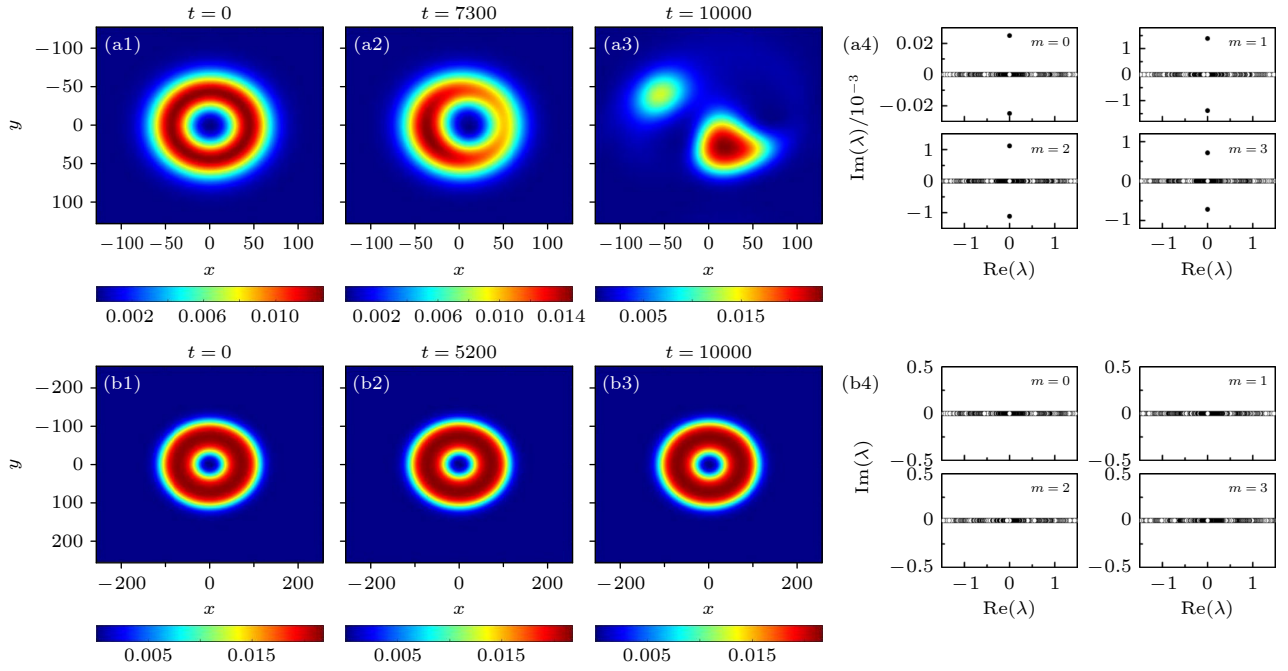 t = 0
t = 7300
t = 10000
(a1)
(a2)
(a3)
(a4)
−100
−50
0
50
100
y
−100 −50 0 50 100
−100 −50 0 50 100
−100 −50 0 50 100
x
x
x
0.002 0.006 0.010
0.002 0.006 0.010 0.014
0.005 0.015
Im(λ)/10⁻³
0.02
0
−0.02
m = 0
1
0
−1
m = 1
1
0
−1
m = 2
1
0
−1
m = 3
−1 0 1
−1 0 1
Re(λ)
Re(λ)
t = 0
t = 5200
t = 10000
(b1)
(b2)
(b3)
(b4)
−200
−100
0
100
200
y
−200 0 200
−200 0 200
−200 0 200
x
x
x
0.005 0.015
0.005 0.015
0.005 0.015
Im(λ)
0.5
0
−0.5
m = 0
0.5
0
−0.5
m = 1
0.5
0
−0.5
m = 2
0.5
0
−0.5
m = 3
−1 0 1
−1 0 1
Re(λ)
Re(λ)